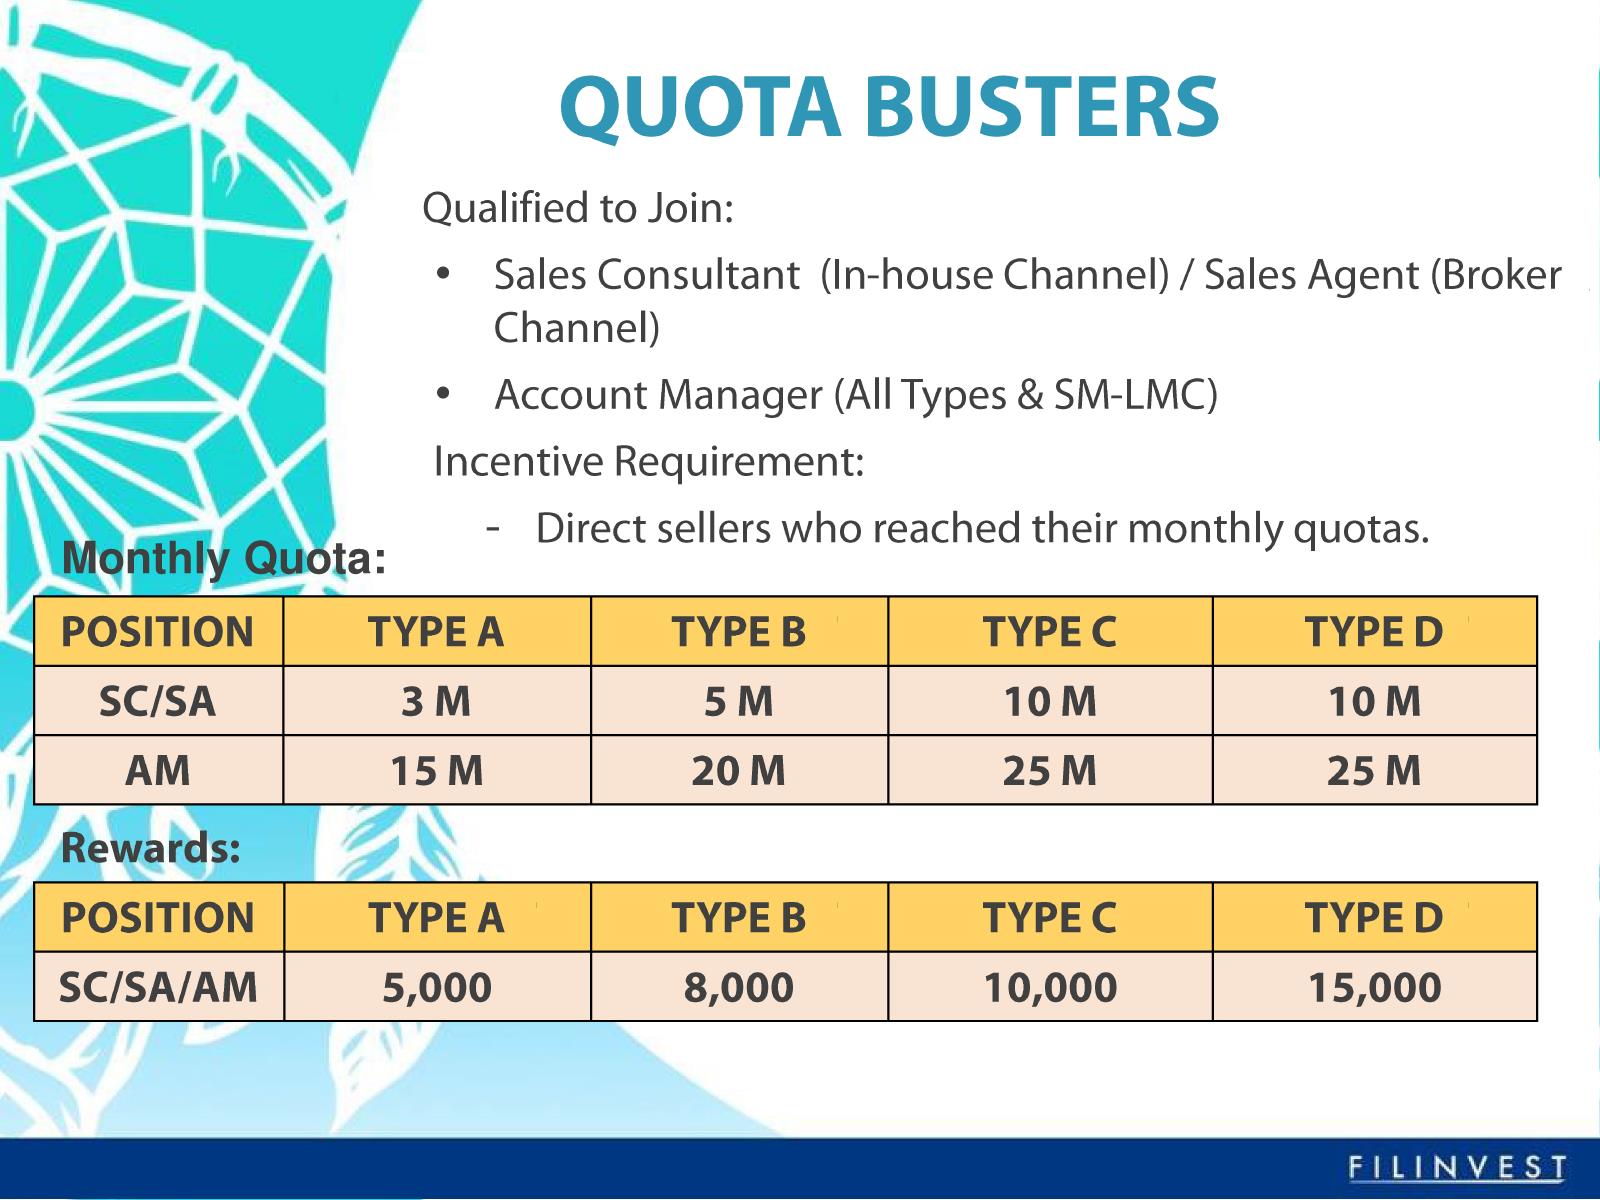 QUOTA BUSTERS
Qualified to Join:
• Sales Consultant  (In-house Channel) / Sales Agent (Broker
Channel)
• Account Manager (All Types & SM-LMC)
Incentive Requirement:
- Direct sellers who reached their monthly quotas.
Monthly Quota:
POSITION TYPE A TYPE B TYPE C TYPE D
SC/SA 3 M 5 M 10 M 10 M
AM 15 M 20 M 25 M 25 M
Rewards:
POSITION TYPE A TYPE B TYPE C TYPE D
SC/SA/AM 5,000 8,000 10,000 15,000
FILINVEST